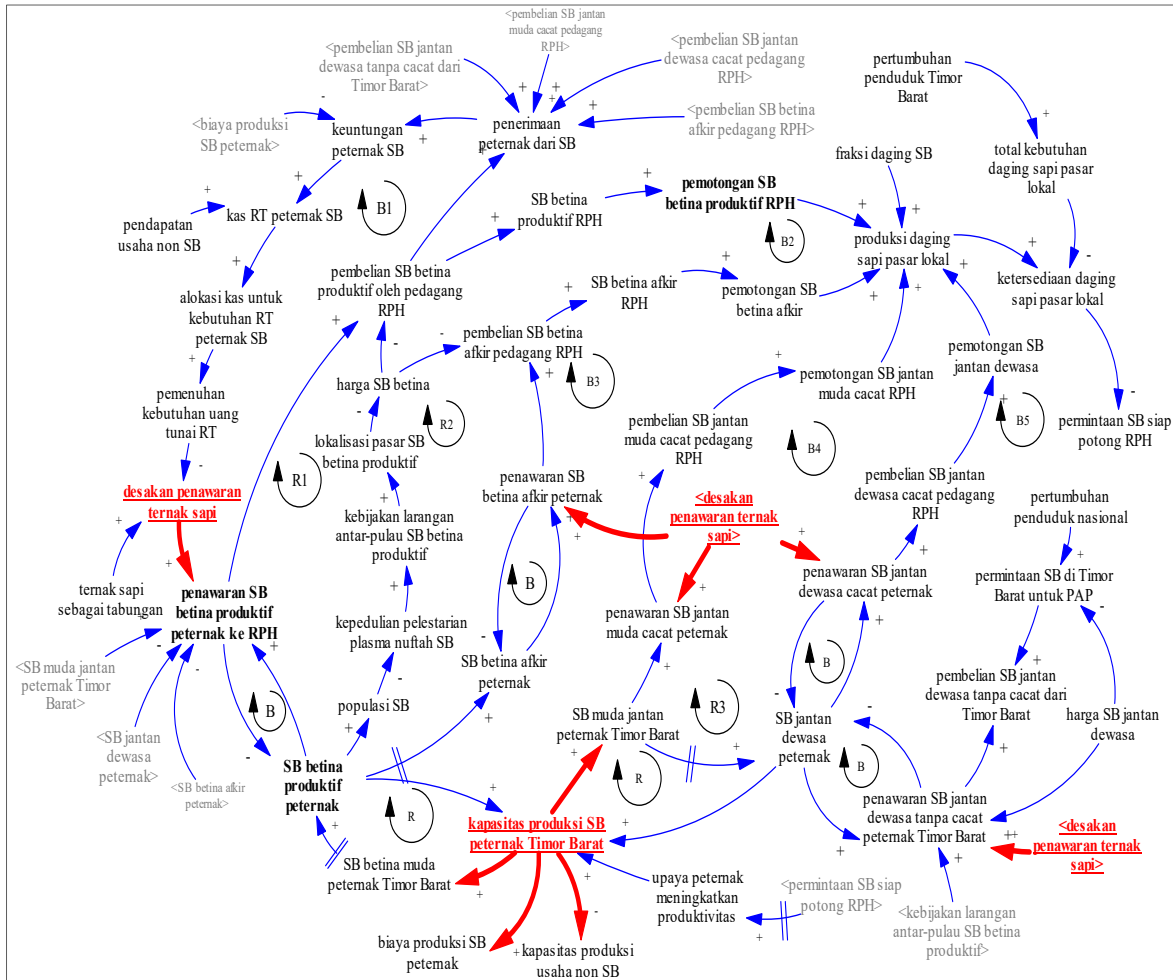 <pembelian SB jantan
muda cacat pedagang
RPH>
<pembelian SB jantan
dewasa tanpa cacat dari
Timor Barat>
<pembelian SB jantan
dewasa cacat pedagang
RPH>
pertumbuhan
penduduk Timor
Barat
<biaya produksi
SB peternak>
keuntungan
peternak SB
penerimaan
peternak dari SB
<pembelian SB betina
afkir pedagang RPH>
fraksi daging SB
total kebutuhan
daging sapi pasar
lokal
pendapatan
usaha non SB
kas RT peternak SB
B1
SB betina
produktif RPH
pemotongan SB
betina produktif RPH
B2
produksi daging
sapi pasar lokal
ketersediaan daging
sapi pasar lokal
alokasi kas untuk
kebutuhan RT
peternak SB
pembelian SB betina
produktif oleh pedagang
RPH
SB betina afkir
RPH
pemotongan SB
betina afkir
pembelian SB betina
afkir pedagang RPH
B3
pemotongan SB
jantan dewasa
pemenuhan
kebutuhan uang
tunai RT
harga SB betina
R2
pemotongan SB jantan
muda cacat RPH
B5
permintaan SB siap
potong RPH
lokalisasi pasar SB
betina produktif
pembelian SB jantan
muda cacat pedagang
RPH
B4
R1
desakan penawaran
ternak sapi
penawaran SB
betina afkir peternak
<desakan
penawaran ternak
sapi>
pembelian SB jantan
dewasa cacat pedagang
RPH
pertumbuhan
penduduk nasional
kebijakan larangan
antar-pulau SB betina
produktif
ternak sapi
sebagai tabungan
penawaran SB
betina produktif
peternak ke RPH
B
penawaran SB jantan
muda cacat peternak
penawaran SB jantan
dewasa cacat peternak
permintaan SB di Timor
Barat untuk PAP
kepedulian pelestarian
plasma nuftah SB
SB betina afkir
peternak
B
<SB muda jantan
peternak Timor
Barat>
B
populasi SB
R3
SB muda jantan
peternak Timor Barat
SB jantan
dewasa
peternak
pembelian SB jantan
dewasa tanpa cacat dari
Timor Barat
harga SB jantan
dewasa
<SB jantan
dewasa
peternak>
<SB betina afkir
peternak>
SB betina
produktif
peternak
R
R
B
kapasitas produksi SB
peternak Timor Barat
penawaran SB jantan
dewasa tanpa cacat
peternak Timor Barat
<desakan
penawaran ternak
sapi>
SB betina muda
peternak Timor Barat
upaya peternak
meningkatkan
produktivitas
<permintaan SB siap
potong RPH>
<kebijakan larangan
antar-pulau SB betina
produktif>
biaya produksi SB
peternak
kapasitas produksi
usaha non SB